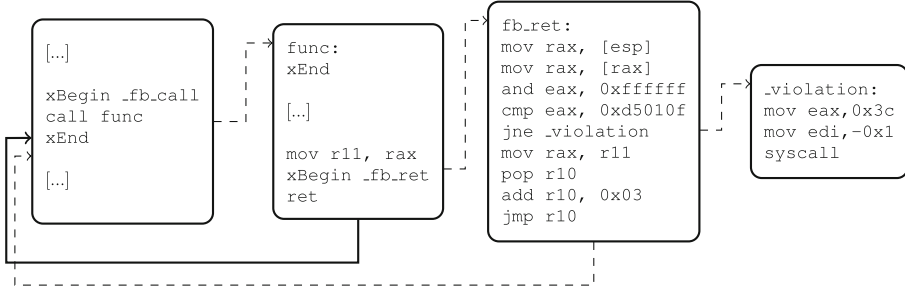 [...]
xBegin _fb_call
call func
xEnd
[...]
func:
xEnd
[...]
mov r11, rax
xBegin _fb_ret
ret
fb_ret:
mov rax, [esp]
mov rax, [rax]
and eax, 0xffffff
cmp eax, 0xd5010f
jne _violation
mov rax, r11
pop r10
add r10, 0x03
jmp r10
_violation:
mov eax,0x3c
mov edi,-0x1
syscall